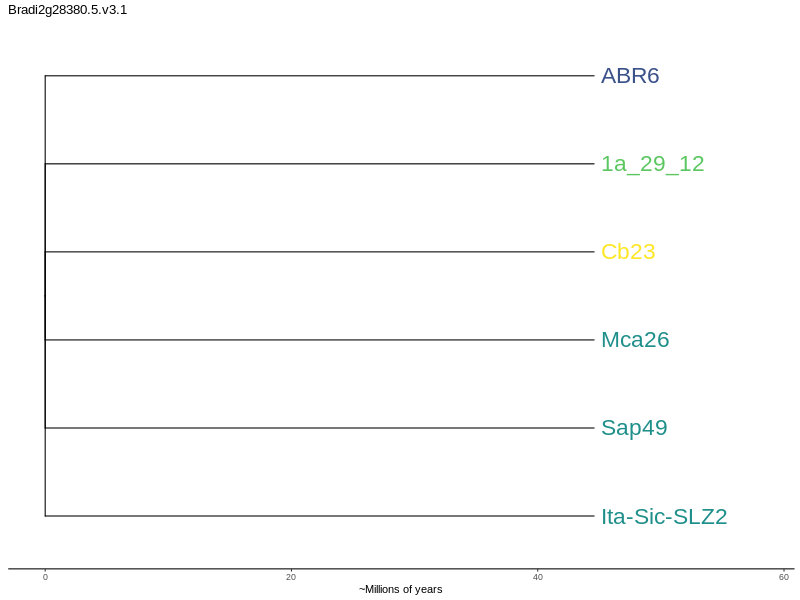 Bradi2g28380.5.v3.1
ABR6
1a_29_12
Cb23
Mca26
Sap49
Ita-Sic-SLZ2
0 20 40 60
~Millions of years